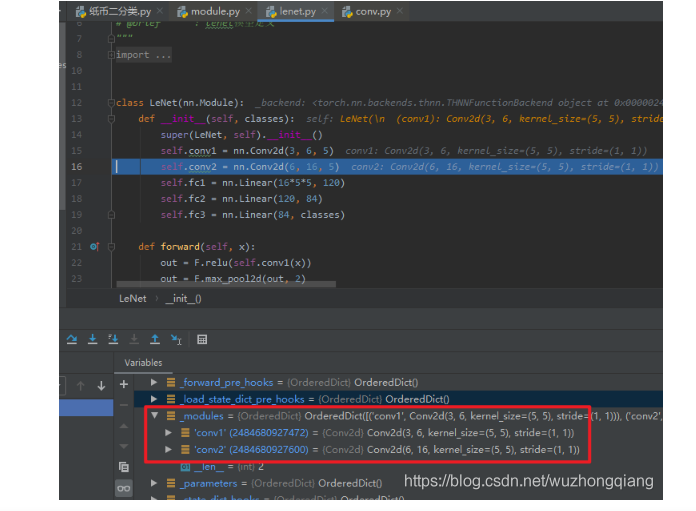 纸币二分类.py × module.py × lenet.py × conv.py ×
6 # @brief : lenet模型定义
7 """
8 import ...
10
11
12 class LeNet(nn.Module): _backend: <torch.nn.backends.thnn.THNNFunctionBackend object at 0x0000024
13 def __init__(self, classes): self: LeNet(\n (conv1): Conv2d(3, 6, kernel_size=(5, 5), stride=
14 super(LeNet, self).__init__()
15 self.conv1 = nn.Conv2d(3, 6, 5) conv1: Conv2d(3, 6, kernel_size=(5, 5), stride=(1, 1))
16 self.conv2 = nn.Conv2d(6, 16, 5) conv2: Conv2d(6, 16, kernel_size=(5, 5), stride=(1, 1))
17 self.fc1 = nn.Linear(16*5*5, 120)
18 self.fc2 = nn.Linear(120, 84)
19 self.fc3 = nn.Linear(84, classes)
20
21 def forward(self, x):
22 out = F.relu(self.conv1(x))
23 out = F.max_pool2d(out, 2)
LeNet › __init__()
Variables
_forward_pre_hooks = {OrderedDict} OrderedDict()
_load_state_dict_pre_hooks = {OrderedDict} OrderedDict()
_modules = {OrderedDict} OrderedDict([('conv1', Conv2d(3, 6, kernel_size=(5, 5), stride=(1, 1))), ('conv2',
'conv1' (2484680927472) = {Conv2d} Conv2d(3, 6, kernel_size=(5, 5), stride=(1, 1))
'conv2' (2484680927600) = {Conv2d} Conv2d(6, 16, kernel_size=(5, 5), stride=(1, 1))
__len__ = {int} 2
_parameters = {OrderedDict} OrderedDict()
_state_dict_hooks = {OrderedDict} OrderedDict()
https://blog.csdn.net/wuzhongqiang